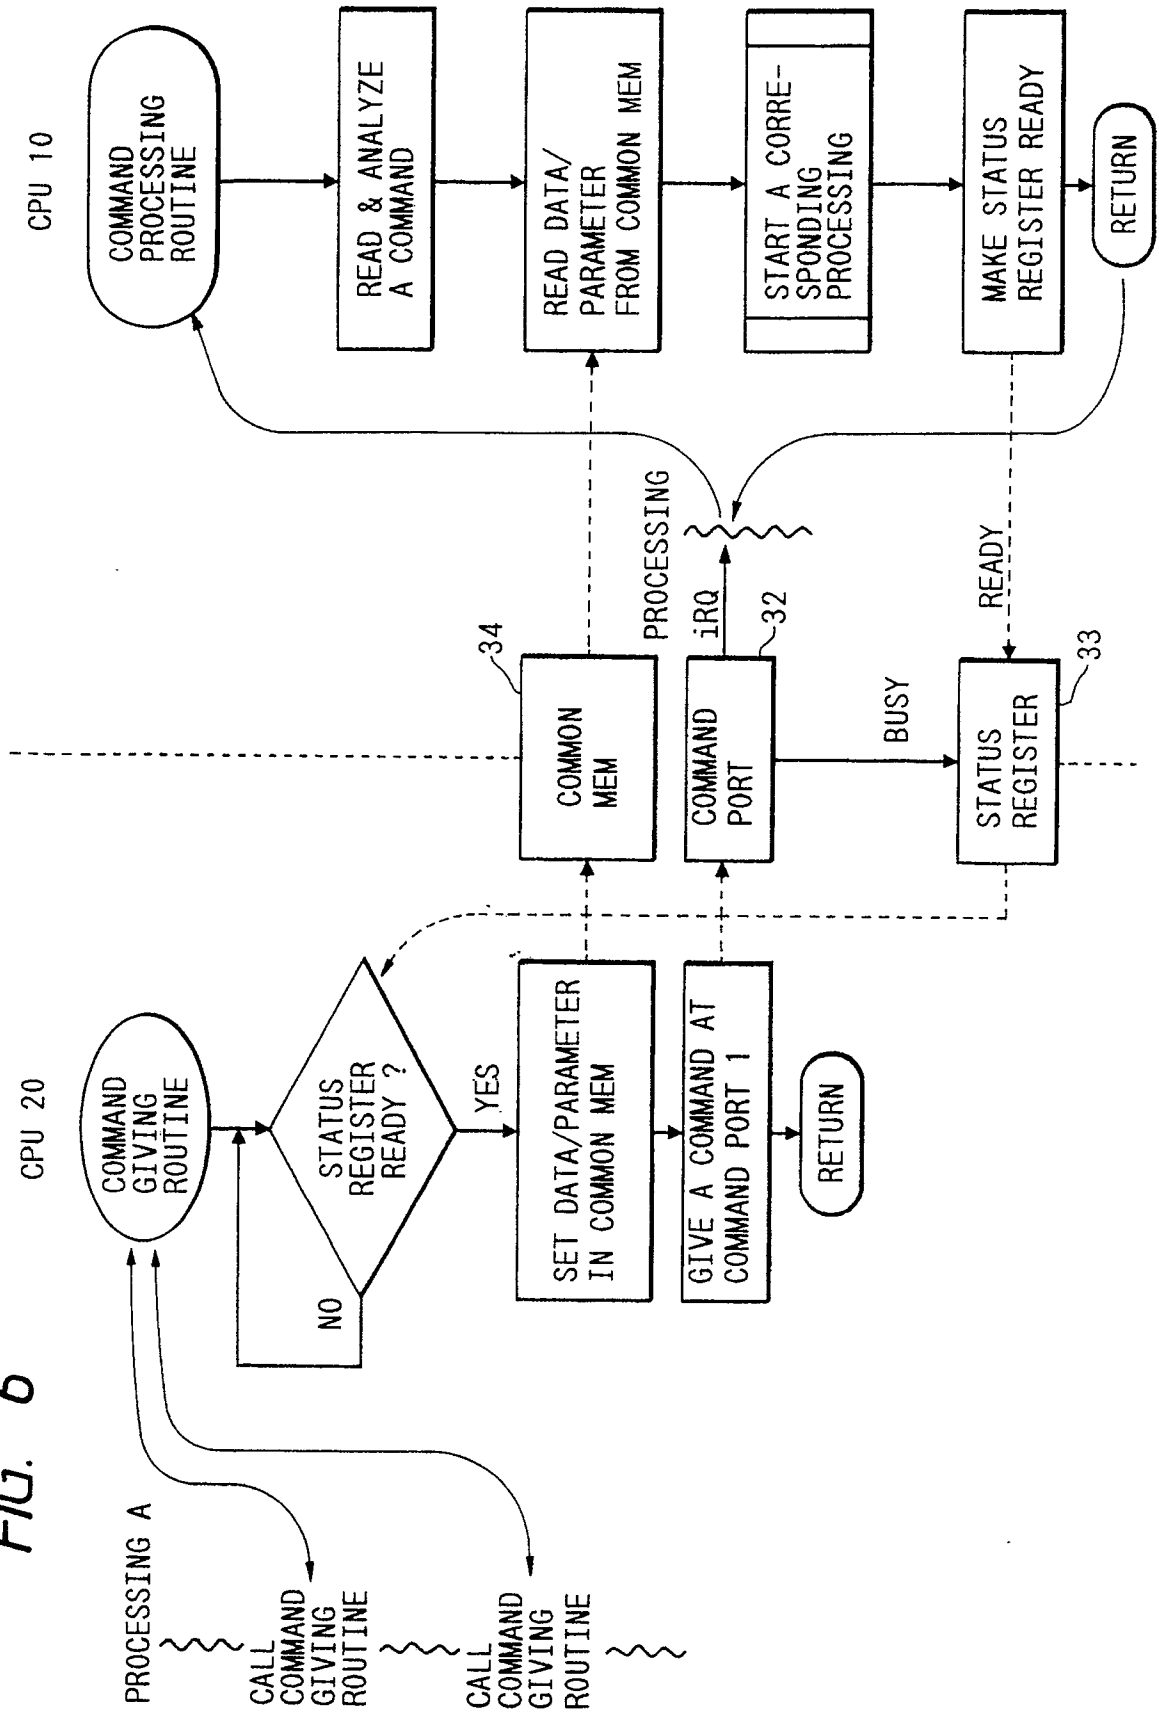 FIG. 6
PROCESSING A
CALL
COMMAND
GIVING
ROUTINE
CALL
COMMAND
GIVING
ROUTINE
CPU 20
COMMAND
GIVING
ROUTINE
STATUS
REGISTER
READY ?
NO
YES
SET DATA/PARAMETER
IN COMMON MEM
GIVE A COMMAND AT
COMMAND PORT 1
RETURN
34
COMMON
MEM
PROCESSING
iRQ
32
COMMAND
PORT
BUSY
READY
33
STATUS
REGISTER
CPU 10
COMMAND
PROCESSING
ROUTINE
READ & ANALYZE
A COMMAND
READ DATA/
PARAMETER
FROM COMMON MEM
START A CORRE-
SPONDING
PROCESSING
MAKE STATUS
REGISTER READY
RETURN